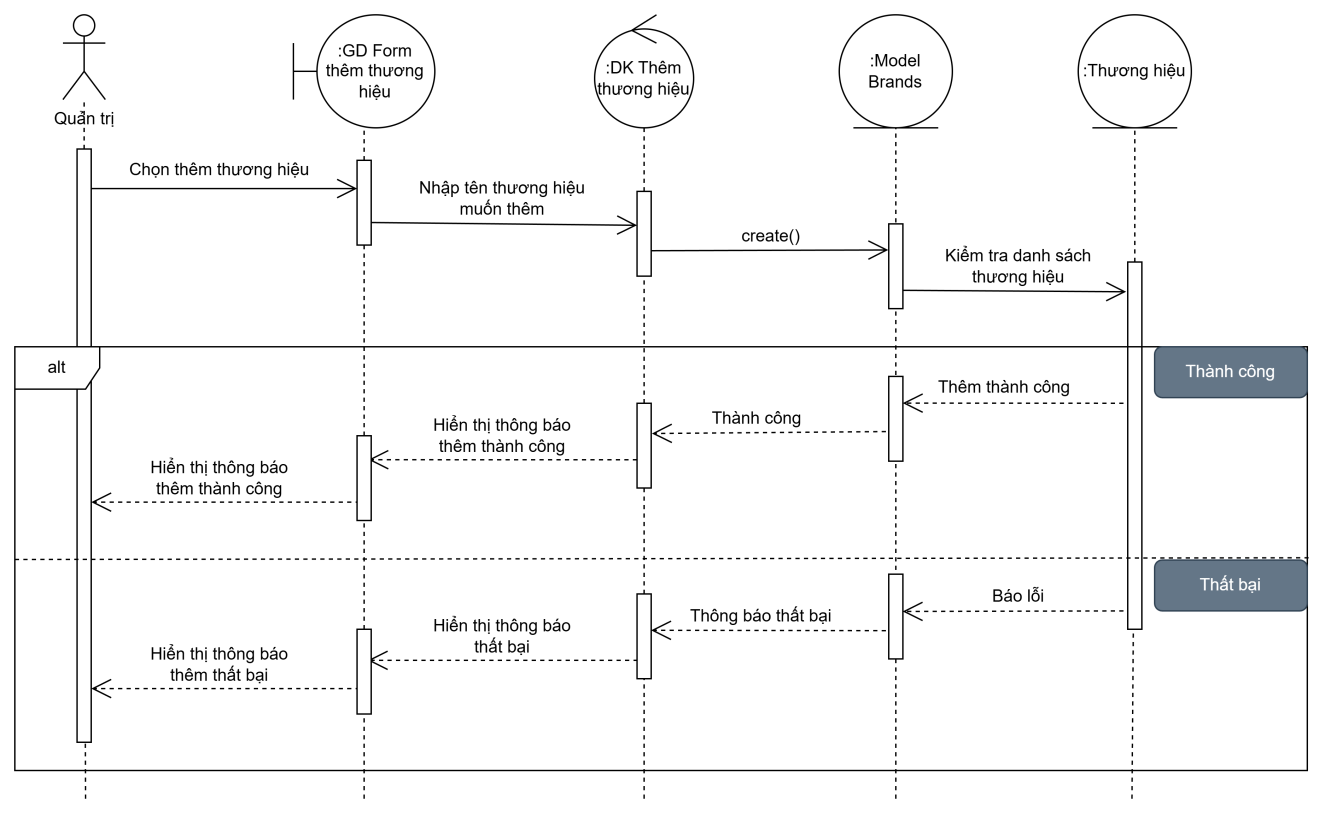 :GD Form
thêm thương
hiệu
:DK Thêm
thương hiệu
:Model
Brands
:Thương hiệu
Quản trị
Chọn thêm thương hiệu
Nhập tên thương hiệu
muốn thêm
create()
Kiểm tra danh sách
thương hiệu
alt
Thành công
Thêm thành công
Thành công
Hiển thị thông báo
thêm thành công
Hiển thị thông báo
thêm thành công
Thất bại
Báo lỗi
Thông báo thất bại
Hiển thị thông báo
thất bại
Hiển thị thông báo
thêm thất bại